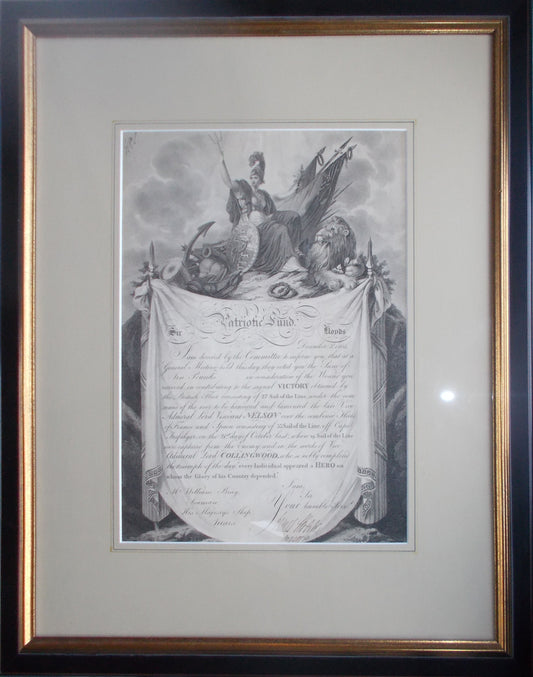 Patriotic Fund.
Sir Lloyds
December 3, 1805
I am directed by the Committee to inform you, that at a
General Meeting held this day, they voted you the Sum of
Ten Pounds in consideration of the Wounds you
received, in contributing to the signal VICTORY obtained by
the British Fleet consisting of 27 Sail of the Line, under the com-
mand of the ever to be honored and lamented the late Vice
Admiral Lord Viscount NELSON over the combined Fleets
of France and Spain consisting of 33 Sail of the Line, off Cape
Trafalgar on the 21st day of October last; where 19 Sail of the Line
were captured from the Enemy; and in the words of Vice
Admiral Lord COLLINGWOOD, who so nobly completed
the triumph of the day "every Individual appeared a HERO on
whom the Glory of his Country depended."
I am,
Mr William Sir
Seaman Your humble Serv
His Majesty's Ship